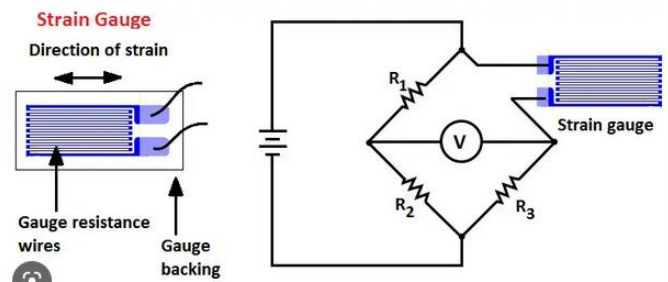 Strain Gauge
Direction of strain
Gauge resistance
wires
Gauge
backing
R1
V
R2
R3
Strain gauge